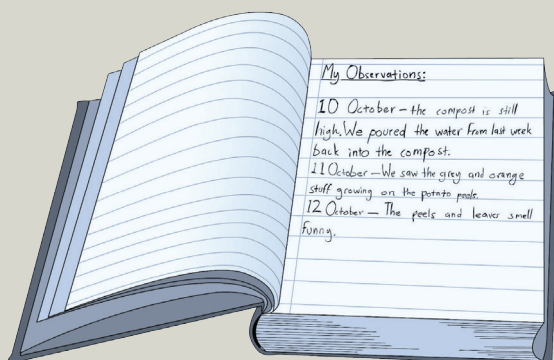 My Observations:
10 October – the compost is still
high. We poured the water from last week
back into the compost.
11 October – We saw the grey and orange
stuff growing on the potato peels.
12 October – The peels and leaves smell
funny.